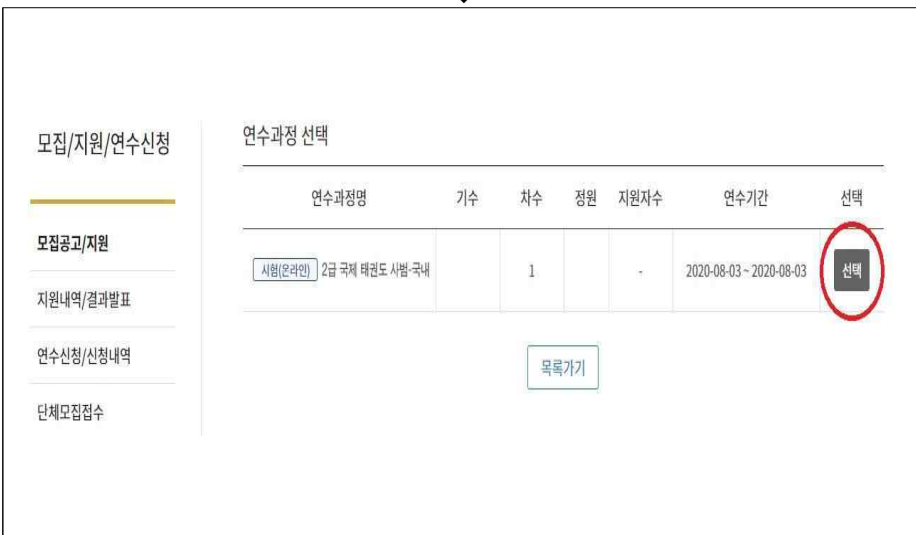 모집/지원/연수신청
모집공고/지원
지원내역/결과발표
연수신청/신청내역
단체모집접수
연수과정 선택
연수과정명 기수 차수 정원 지원자수 연수기간 선택
시험(온라인) 2급 국제 태권도 사범-국내 1 - 2020-08-03 ~ 2020-08-03 선택
목록가기